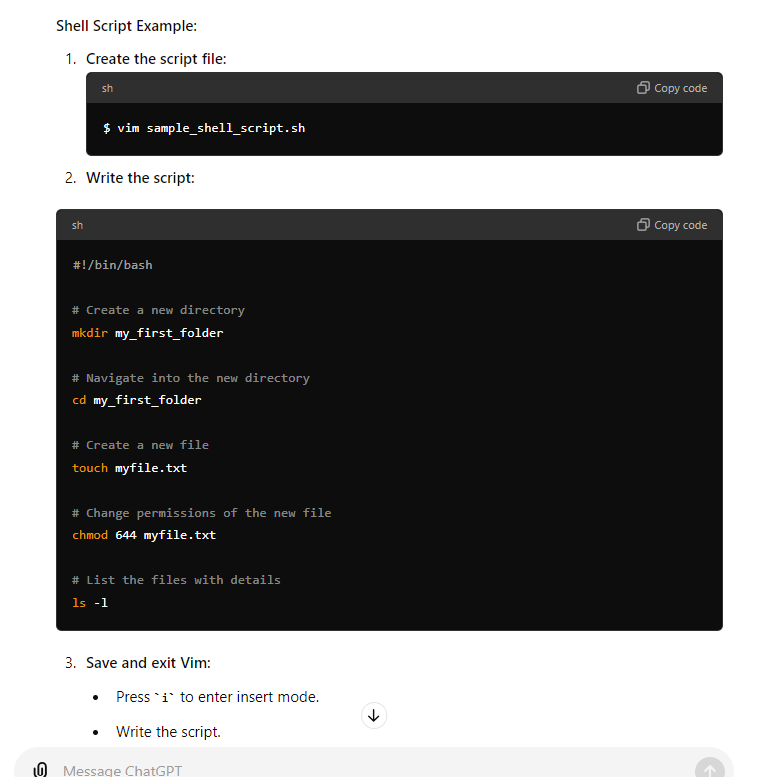 Shell Script Example:
1. Create the script file:
sh
Copy code
$ vim sample_shell_script.sh
2. Write the script:
sh
Copy code
#!/bin/bash
# Create a new directory
mkdir my_first_folder
# Navigate into the new directory
cd my_first_folder
# Create a new file
touch myfile.txt
# Change permissions of the new file
chmod 644 myfile.txt
# List the files with details
ls -l
3. Save and exit Vim:
• Press `i` to enter insert mode.
• Write the script.
Message ChatGPT